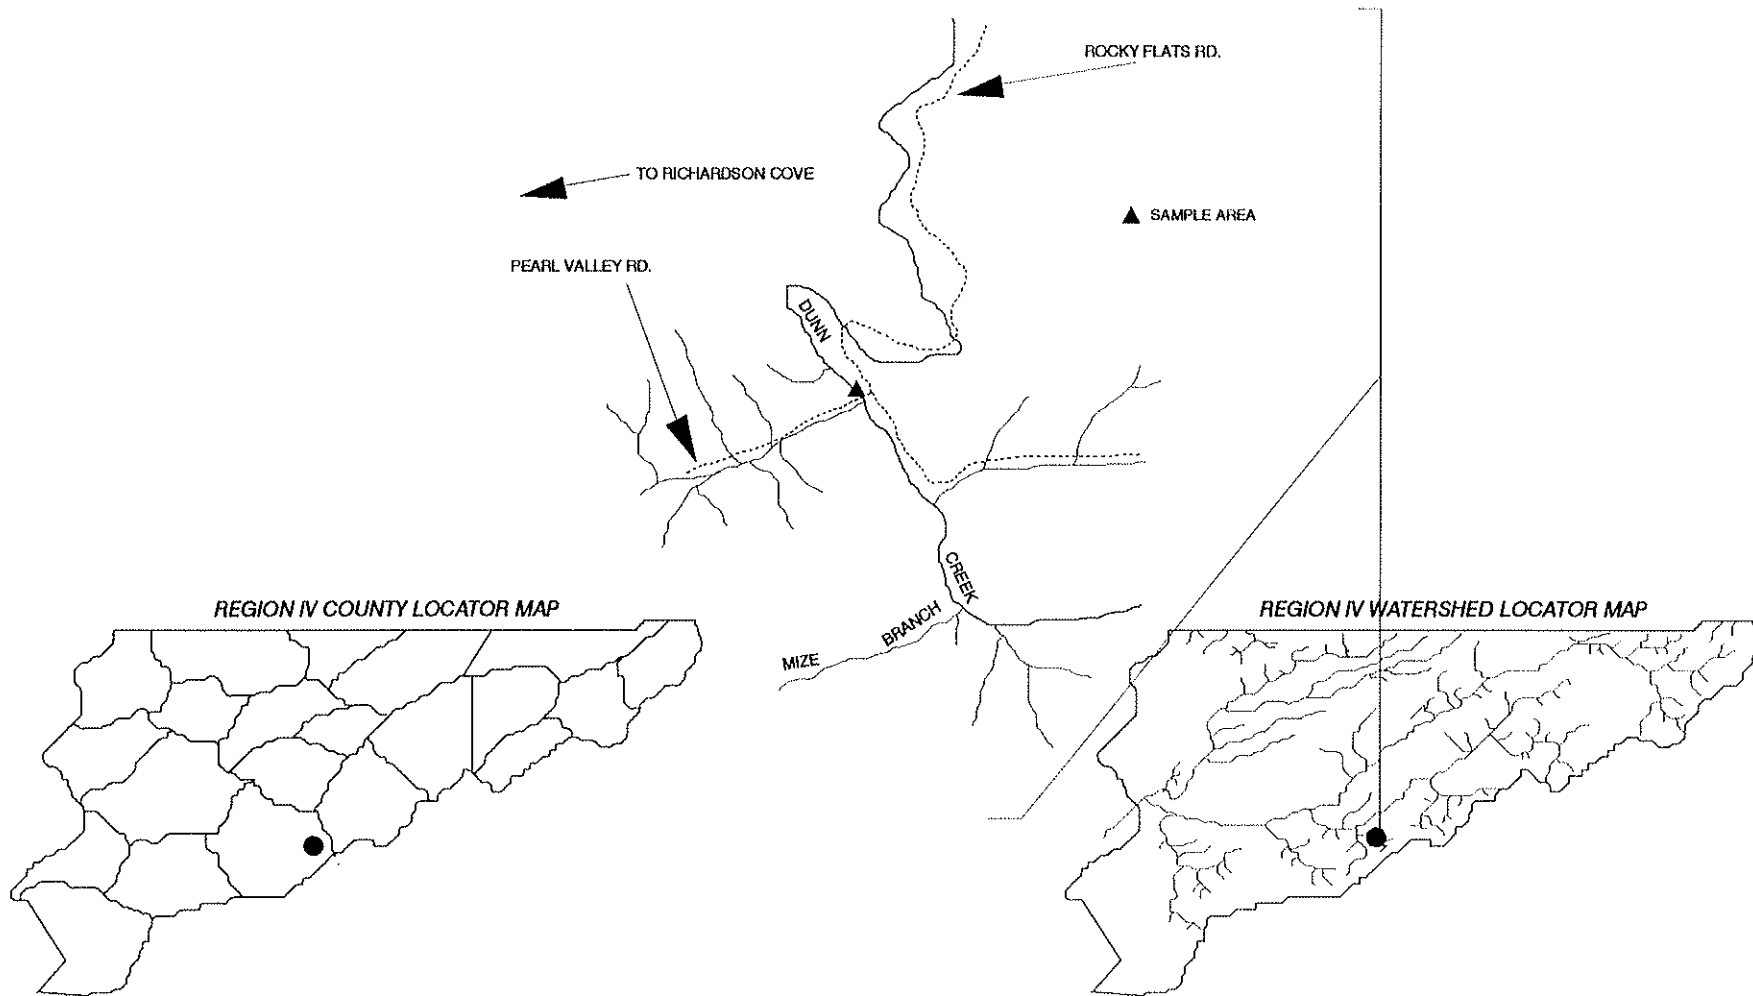 ROCKY FLATS RD.
TO RICHARDSON COVE
SAMPLE AREA
PEARL VALLEY RD.
DUNN
CREEK
BRANCH
MIZE
REGION IV COUNTY LOCATOR MAP
REGION IV WATERSHED LOCATOR MAP